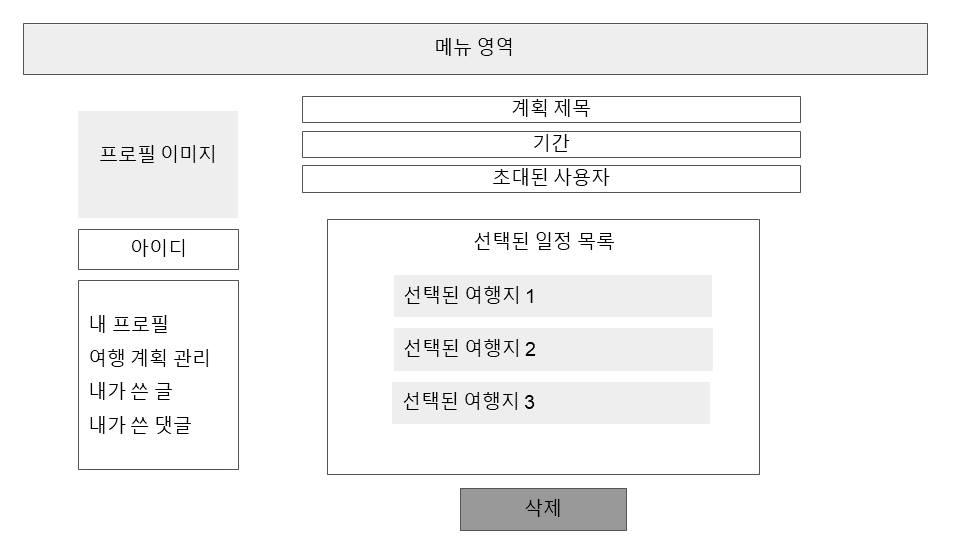 메뉴 영역
프로필 이미지
아이디
내 프로필
여행 계획 관리
내가 쓴 글
내가 쓴 댓글
계획 제목
기간
초대된 사용자
선택된 일정 목록
선택된 여행지 1
선택된 여행지 2
선택된 여행지 3
삭제